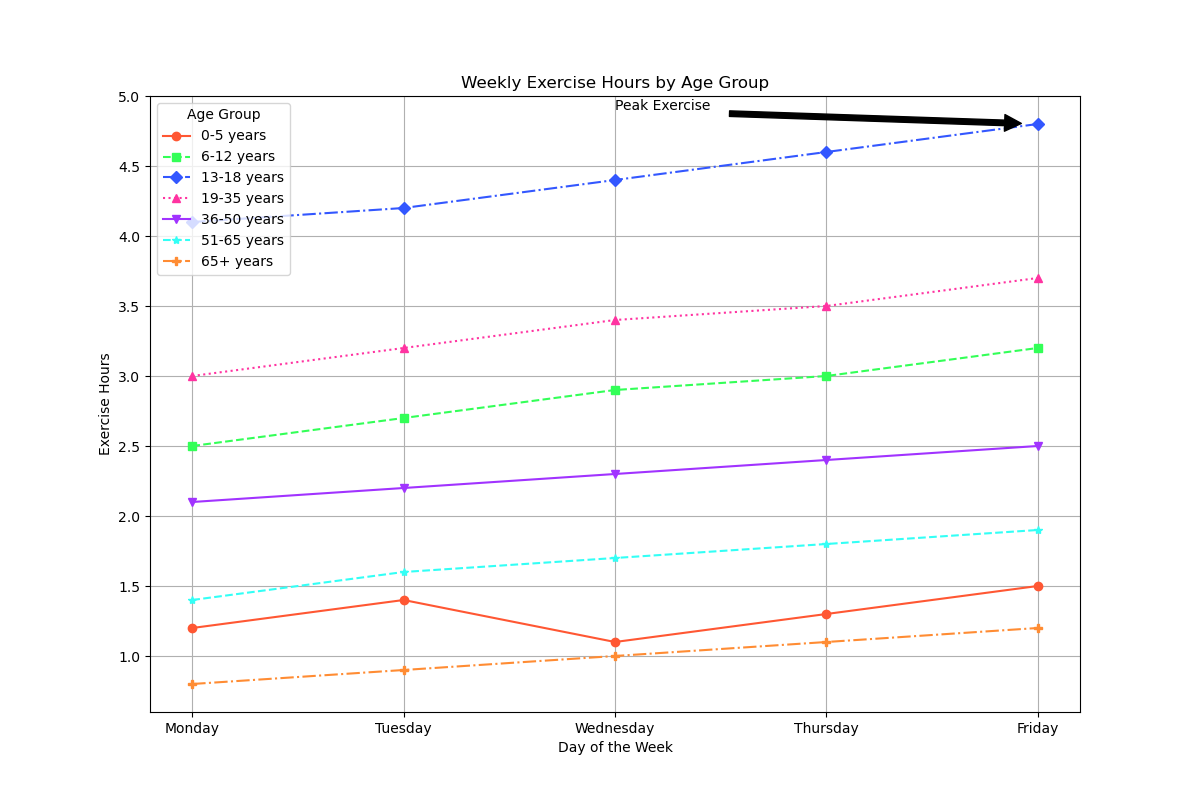 Weekly Exercise Hours by Age Group
Peak Exercise
Age Group
0-5 years
6-12 years
13-18 years
19-35 years
36-50 years
51-65 years
65+ years
5.0
4.5
4.0
3.5
3.0
2.5
2.0
1.5
1.0
Exercise Hours
Monday Tuesday Wednesday Thursday Friday
Day of the Week